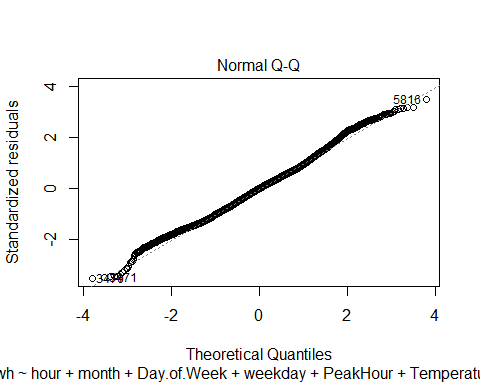 Normal Q-Q
Standardized residuals
4
2
0
-2
5816
-4
-2
0
2
4
Theoretical Quantiles
wh ~ hour + month + Day.of.Week + weekday + PeakHour + Temperatu